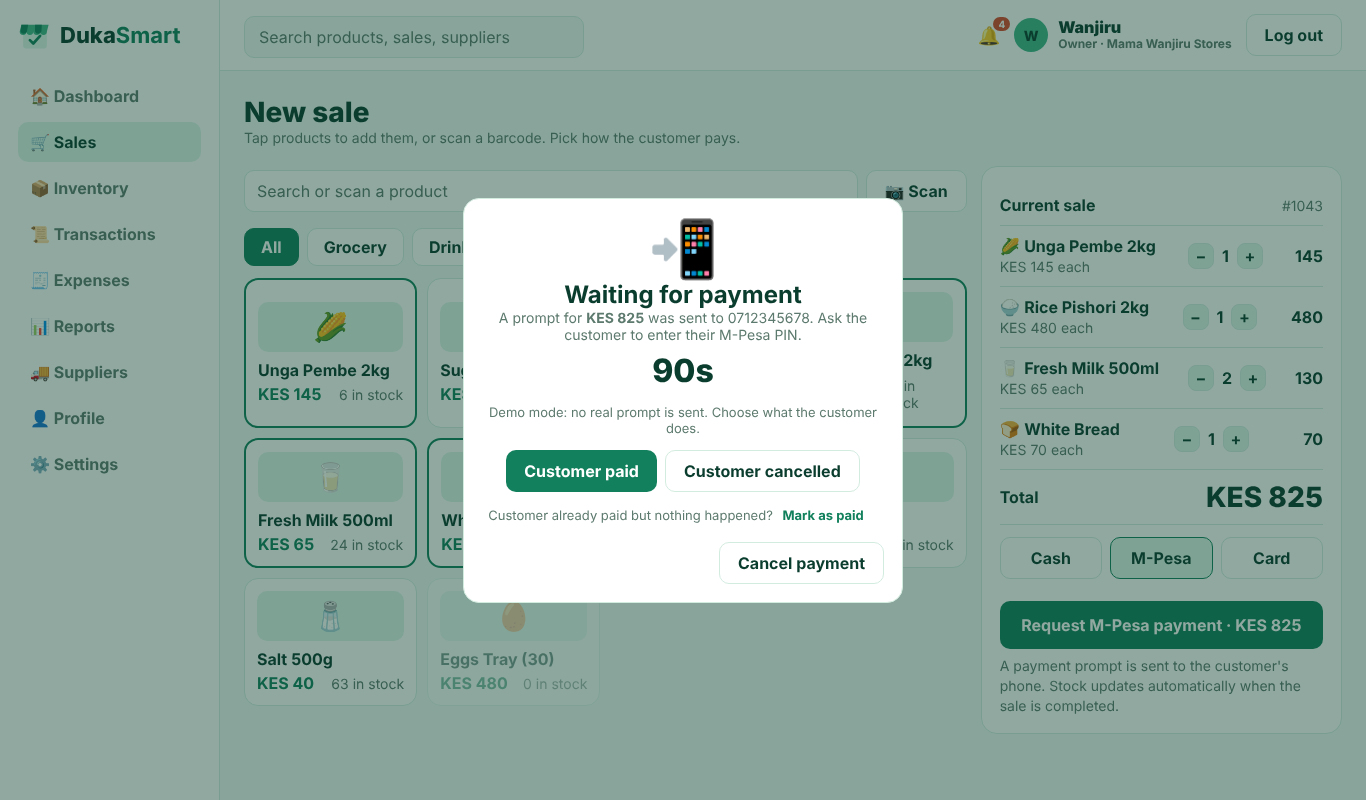 DukaSmart
Search products, sales, suppliers
4
W
Wanjiru
Owner · Mama Wanjiru Stores
Log out
Dashboard
Sales
Inventory
Transactions
Expenses
Reports
Suppliers
Profile
Settings
New sale
Tap products to add them, or scan a barcode. Pick how the customer pays.
Search or scan a product
Scan
All
Grocery
Unga Pembe 2kg
KES 145
6 in stock
2kg
in
Fresh Milk 500ml
KES 65
24 in stock
KES
in stock
Salt 500g
KES 40
63 in stock
Eggs Tray (30)
KES 480
0 in stock
Waiting for payment
A prompt for KES 825 was sent to 0712345678. Ask the
customer to enter their M-Pesa PIN.
90s
Demo mode: no real prompt is sent. Choose what the customer
does.
Customer paid
Customer cancelled
Customer already paid but nothing happened? Mark as paid
Cancel payment
Current sale
#1043
Unga Pembe 2kg
KES 145 each
− 1 +
145
Rice Pishori 2kg
KES 480 each
− 1 +
480
Fresh Milk 500ml
KES 65 each
− 2 +
130
White Bread
KES 70 each
− 1 +
70
Total
KES 825
Cash
M-Pesa
Card
Request M-Pesa payment · KES 825
A payment prompt is sent to the customer's
phone. Stock updates automatically when the
sale is completed.